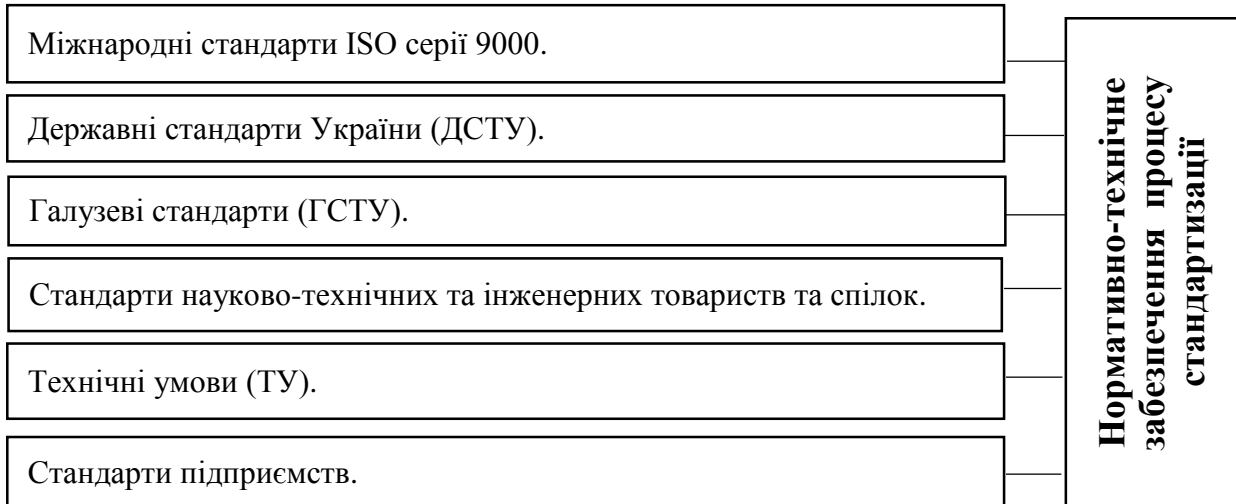 Міжнародні стандарти ISO серії 9000.
Державні стандарти України (ДСТУ).
Галузеві стандарти (ГСТУ).
Стандарти науково-технічних та інженерних товариств та спілок.
Технічні умови (ТУ).
Стандарти підприємств.
Нормативно-технічне
забезпечення процесу
стандартизації